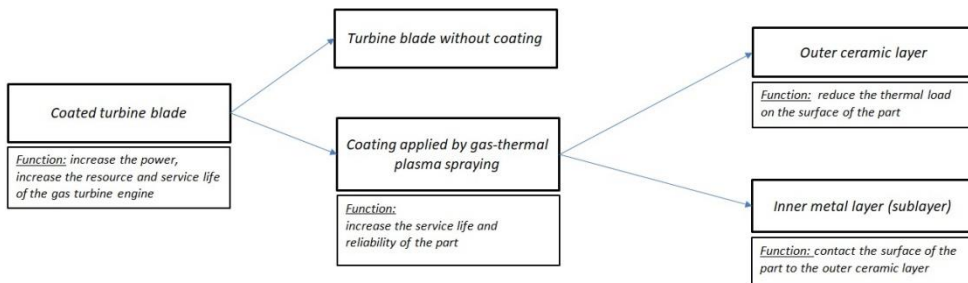 Coated turbine blade
Function: increase the power,
increase the resource and service life
of the gas turbine engine
Turbine blade without coating
Coating applied by gas-thermal
plasma spraying
Function:
increase the service life and
reliability of the part
Outer ceramic layer
Function: reduce the thermal load
on the surface of the part
Inner metal layer (sublayer)
Function: contact the surface of the
part to the outer ceramic layer